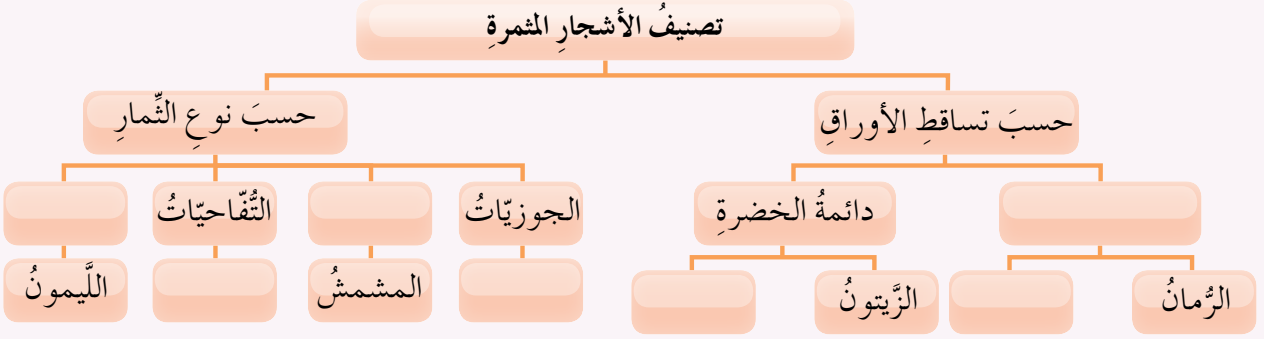 تصنيفُ الأشجارِ المثمرةِ
حسبَ تساقطِ الأوراقِ
حسبَ نوعِ الثِّمارِ
دائمةُ الخضرةِ
الجوزيّاتُ
التُّفّاحيّاتُ
الرُّمانُ
الزَّيتونُ
المشمشُ
اللَّيمونُ